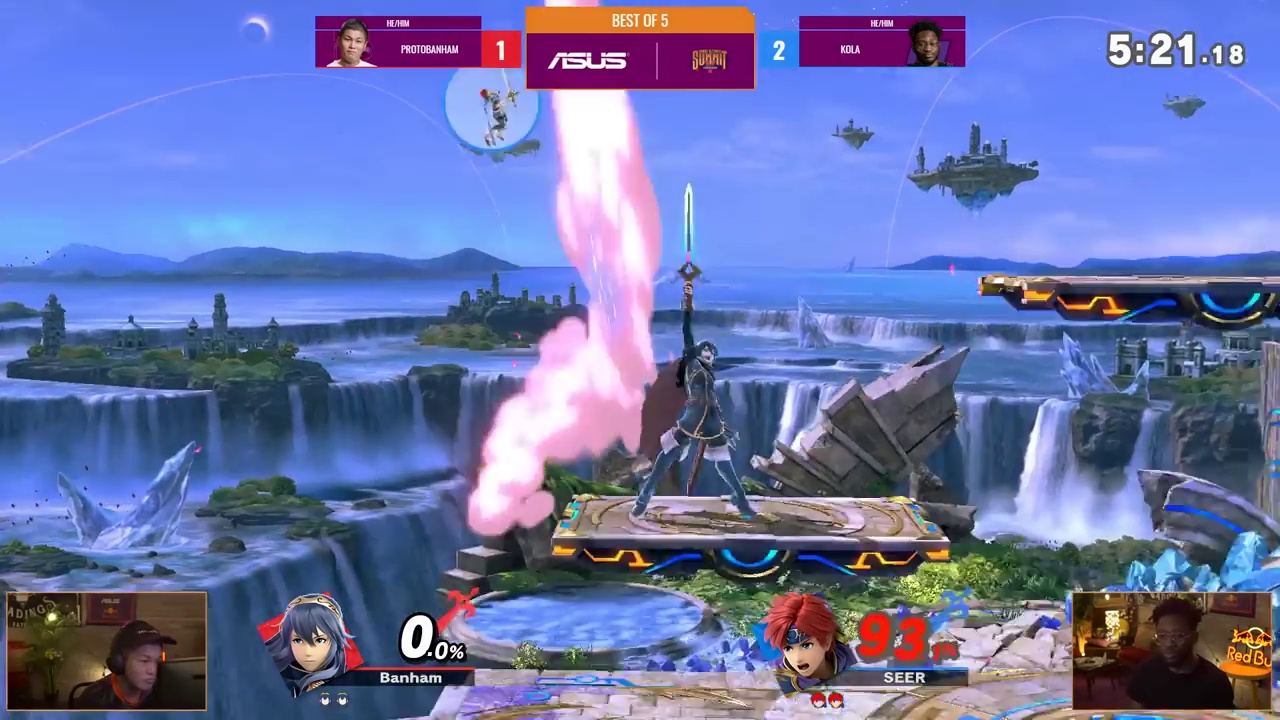 HE/HIM
PROTOBANHAM
1
BEST OF 5
ASUS
SUMMIT
2
HE/HIM
KOLA
5:21.18
0.0%
Banham
SEER
Red Bu